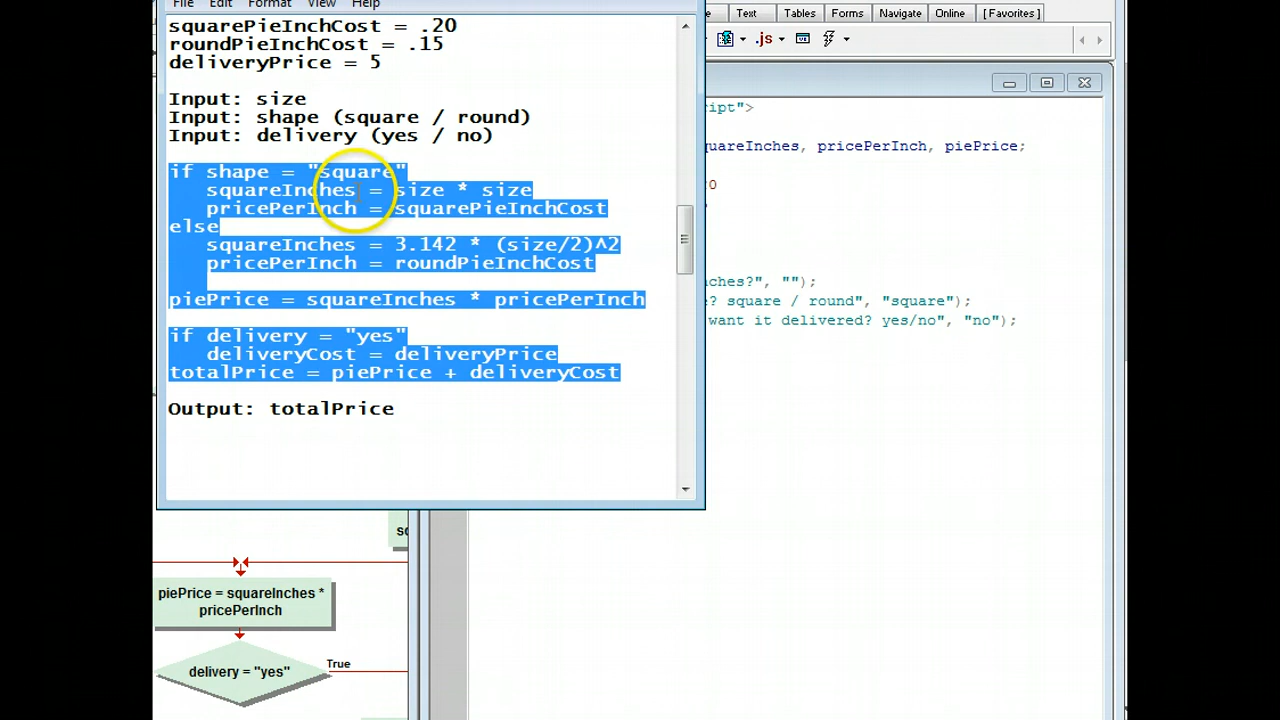 File Edit Format View Help
squarePieInchCost = .20
roundPieInchCost = .15
deliveryPrice = 5
Input: size
Input: shape (square / round)
Input: delivery (yes / no)
if shape = "square"
squareInches = size * size
pricePerInch = squarePieInchCost
else
squareInches = 3.142 * (size/2)^2
pricePerInch = roundPieInchCost
piePrice = squareInches * pricePerInch
if delivery = "yes"
deliveryCost = deliveryPrice
totalPrice = piePrice + deliveryCost
Output: totalPrice
Text Tables Forms Navigate Online [ Favorites ]
.js
ript">
quareInches, pricePerInch, piePrice;
0
ches?", "");
? square / round", "square");
want it delivered? yes/no", "no");
piePrice = squareInches *
pricePerInch
delivery = "yes"
True